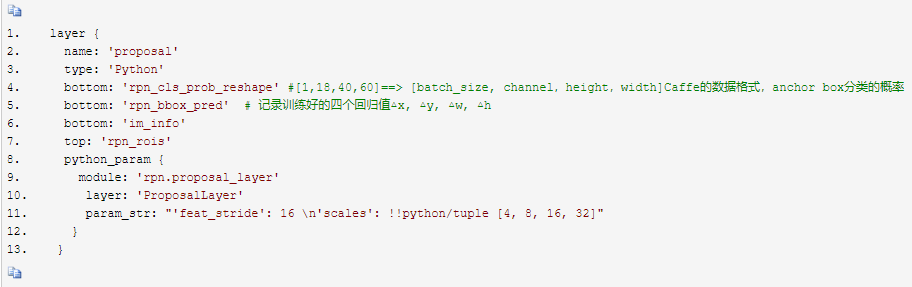 1. layer {
2. name: 'proposal'
3. type: 'Python'
4. bottom: 'rpn_cls_prob_reshape' #[1,18,40,60]==> [batch_size, channel，height，width]Caffe的数据格式，anchor box分类的概率
5. bottom: 'rpn_bbox_pred'  # 记录训练好的四个回归值△x, △y, △w, △h
6. bottom: 'im_info'
7. top: 'rpn_rois'
8. python_param {
9. module: 'rpn.proposal_layer'
10. layer: 'ProposalLayer'
11. param_str: "'feat_stride': 16 \n'scales': !!python/tuple [4, 8, 16, 32]"
12. }
13. }